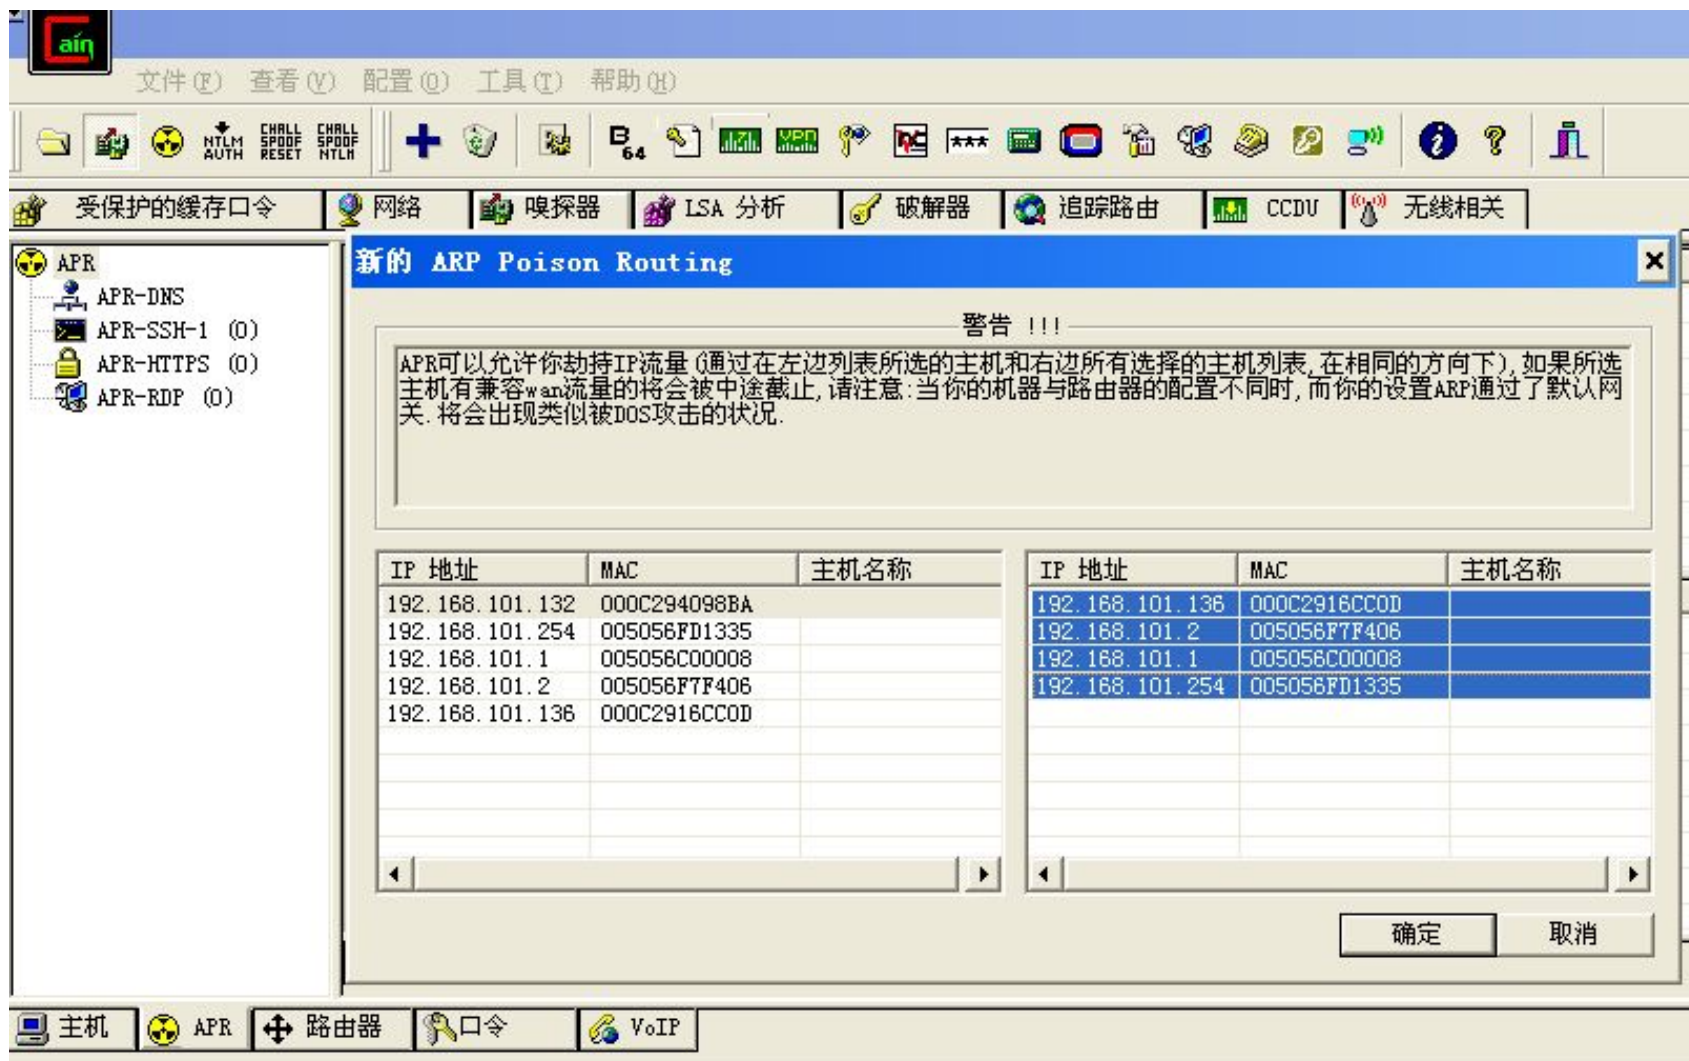 Cain
文件(F) 查看(V) 配置(O) 工具(T) 帮助(H)
NTLM AUTH
CHALL SPOOF RESET
CHALL SPOOF NTLM
B 64
VPN
***
受保护的缓存口令 网络 嗅探器 LSA 分析 破解器 追踪路由 CCDU 无线相关
APR
APR-DNS
APR-SSH-1 (0)
APR-HTTPS (0)
APR-RDP (0)
新的 ARP Poison Routing
警告 !!!
APR可以允许你劫持IP流量(通过在左边列表所选的主机和右边所有选择的主机列表,在相同的方向下),如果所选
主机有兼容wan流量的将会被中途截止,请注意:当你的机器与路由器的配置不同时,而你的设置ARP通过了默认网
关.将会出现类似被DOS攻击的状况.
IP 地址 MAC 主机名称
192.168.101.132 000C294098BA
192.168.101.254 005056FD1335
192.168.101.1 005056C00008
192.168.101.2 005056F7F406
192.168.101.136 000C2916CC0D
IP 地址 MAC 主机名称
192.168.101.136 000C2916CC0D
192.168.101.2 005056F7F406
192.168.101.1 005056C00008
192.168.101.254 005056FD1335
确定 取消
主机 APR 路由器 口令 VoIP